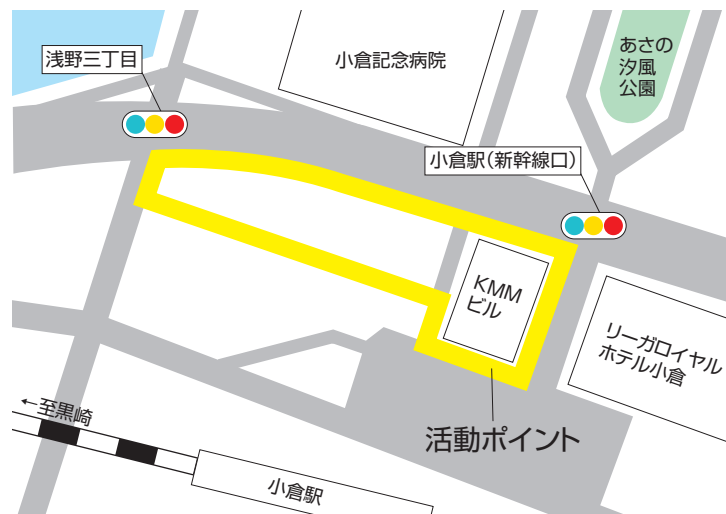 浅野三丁目
小倉記念病院
あさの
汐風
公園
小倉駅(新幹線口)
KMM
ビル
リーガロイヤル
ホテル小倉
←至黒崎
活動ポイント
小倉駅